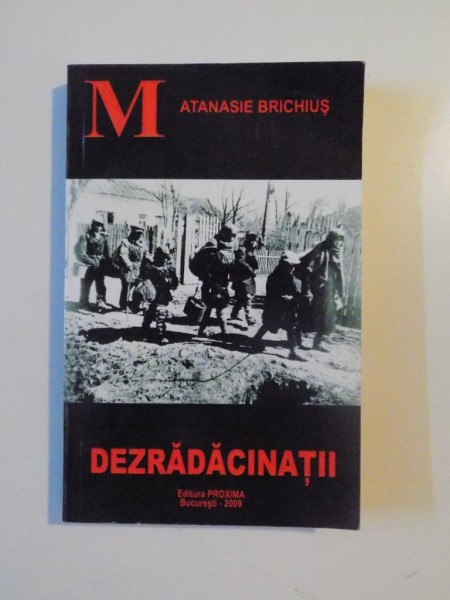 M
ATANASIE BRICHIUȘ
DEZRĂDĂCINAȚII
Editura PROXIMA
București - 2009